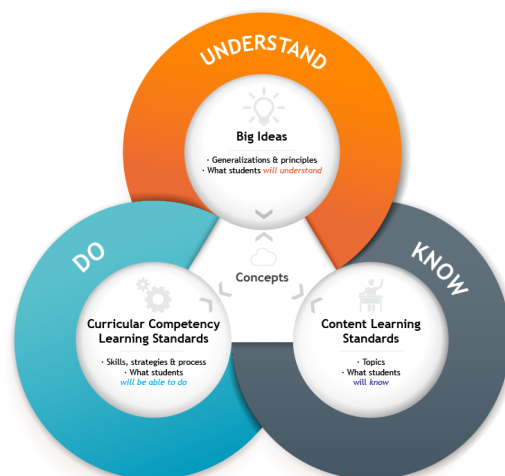 UNDERSTAND
Big Ideas
· Generalizations & principles
· What students will understand
DO
KNOW
Concepts
Curricular Competency
Learning Standards
· Skills, strategies & process
· What students
will be able to do
Content Learning
Standards
· Topics
· What students
will know